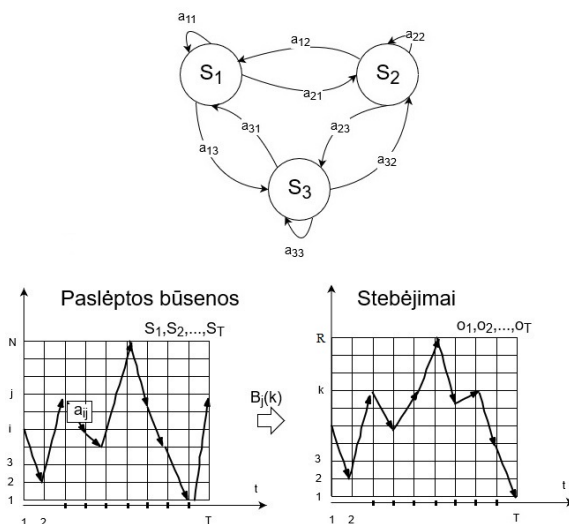 a11
a12
a22
S1
S2
a21
a31
a23
a13
a32
S3
a33
Paslėptos būsenos
S1,S2,...,ST
N
j
aij
i
3
2
1
1 2 T
t
Bj(k)
Stebėjimai
o1,o2,...,oT
R
k
3
2
1
1 2 T
t